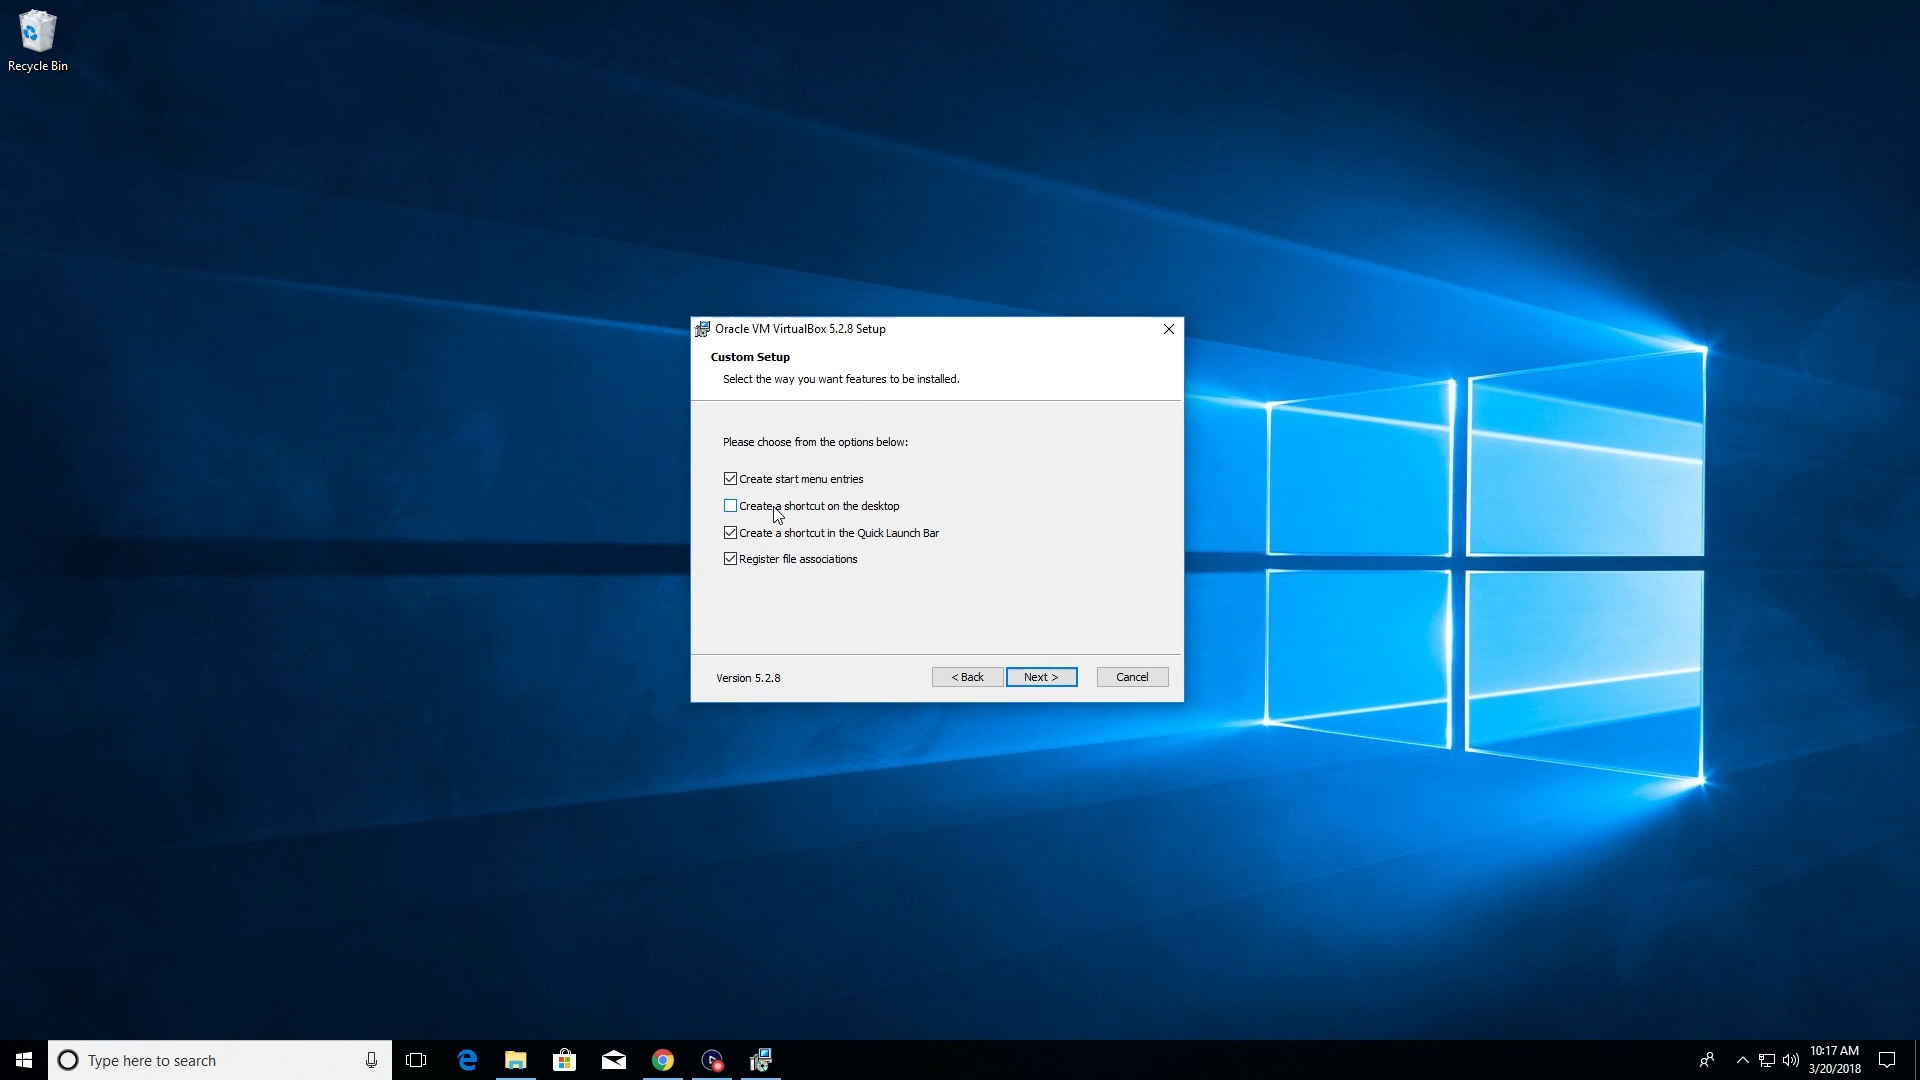 Recycle Bin
Oracle VM VirtualBox 5.2.8 Setup
Custom Setup
Select the way you want features to be installed.
Please choose from the options below:
Create start menu entries
Create a shortcut on the desktop
Create a shortcut in the Quick Launch Bar
Register file associations
Version 5.2.8
< Back
Next >
Cancel
Type here to search
10:17 AM
3/20/2018